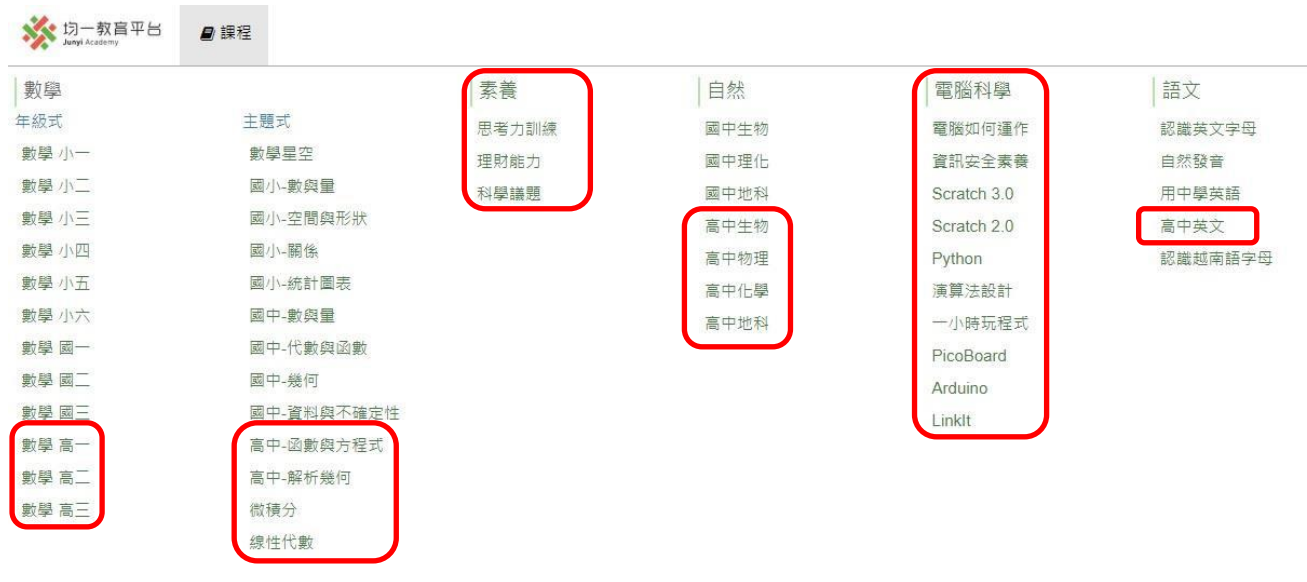 均一教育平台
Junyi Academy
課程
數學
年級式
數學 小一
數學 小二
數學 小三
數學 小四
數學 小五
數學 小六
數學 國一
數學 國二
數學 國三
數學 高一
數學 高二
數學 高三
主題式
數學星空
國小-數與量
國小-空間與形狀
國小-關係
國小-統計圖表
國中-數與量
國中-代數與函數
國中-幾何
國中-資料與不確定性
高中-函數與方程式
高中-解析幾何
微積分
線性代數
素養
思考力訓練
理財能力
科學議題
自然
國中生物
國中理化
國中地科
高中生物
高中物理
高中化學
高中地科
電腦科學
電腦如何運作
資訊安全素養
Scratch 3.0
Scratch 2.0
Python
演算法設計
一小時玩程式
PicoBoard
Arduino
LinkIt
語文
認識英文字母
自然發音
用中學英語
高中英文
認識越南語字母